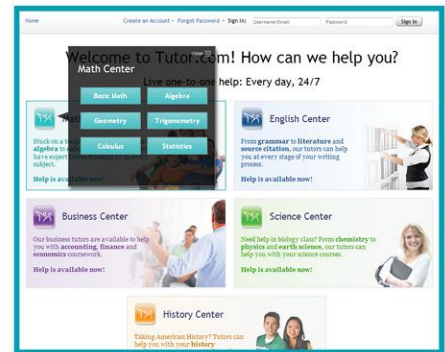 Home
Create an Account - Forgot Password - Sign In:
Username/Email
Password
Sign In
Welcome to Tutor.com! How can we help you?
Live one-to-one help: Every day, 24/7
close
Math Center
Basic Math
Algebra
Geometry
Trigonometry
Calculus
Statistics
Stuck on a
algebra to
have expert
subject.
Help is available now!
English Center
From grammar to literature and
source citation, our tutors can help
you at every stage of your writing
process.
Help is available now!
Business Center
Our business tutors are available to help
you with accounting, finance and
economics coursework.
Help is available now!
Science Center
Need help in biology class? From chemistry to
physics and earth science, our tutors can
help you with your science courses.
Help is available now!
History Center
Taking American History? Tutors can
help you with your history